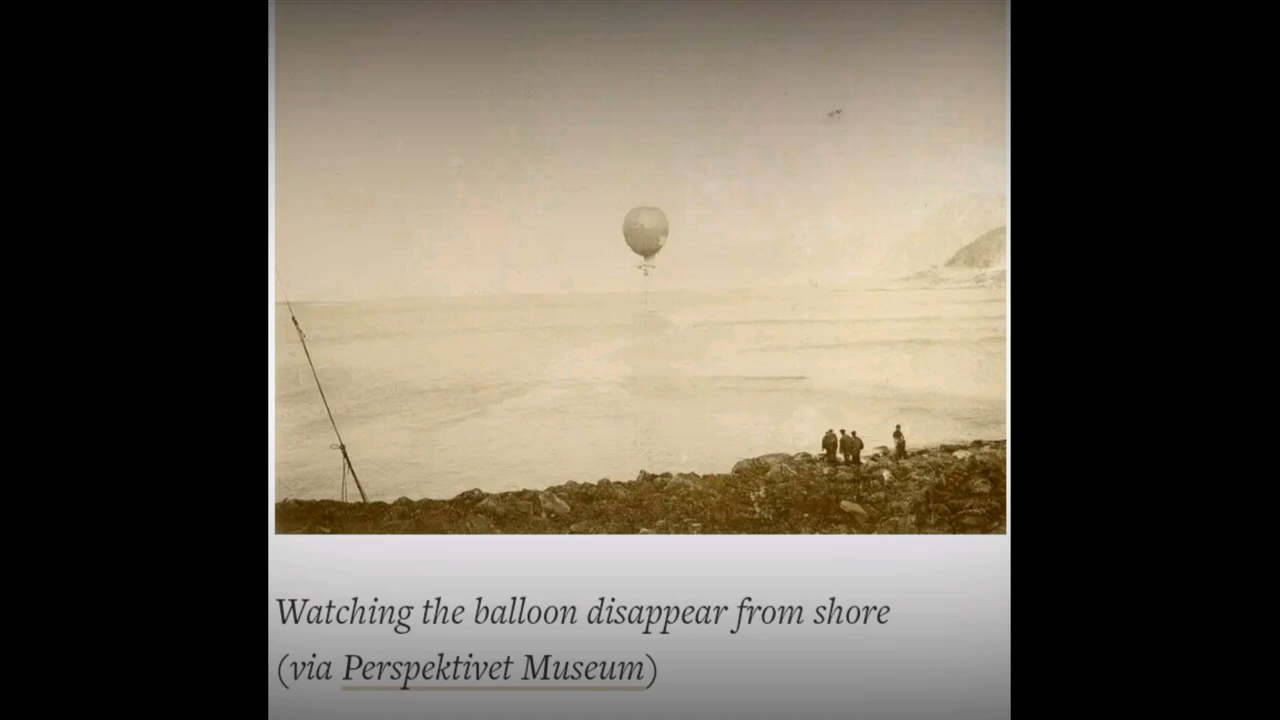 Watching the balloon disappear from shore
(via Perspektivet Museum)